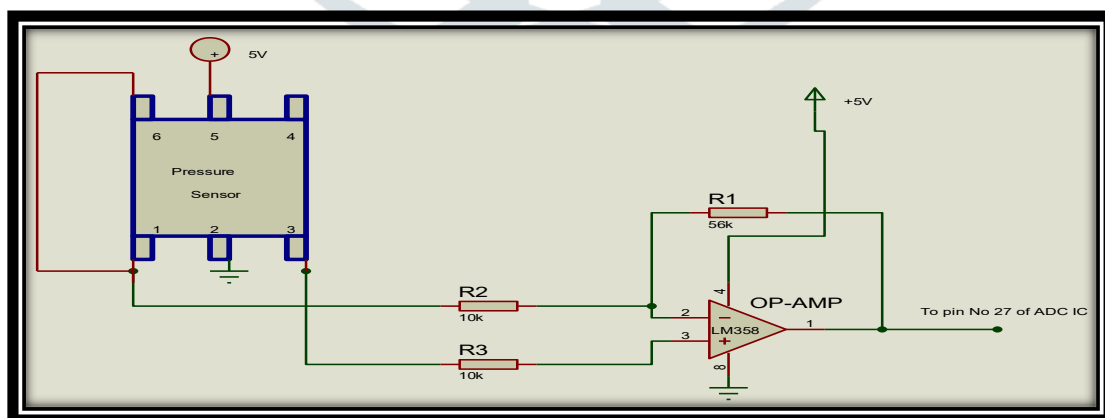 5V
+
+5V
6 5 4
Pressure
Sensor
1 2 3
R1
56k
R2
10k
R3
10k
OP-AMP
4
2
LM358
1
3
+
8
To pin No 27 of ADC IC